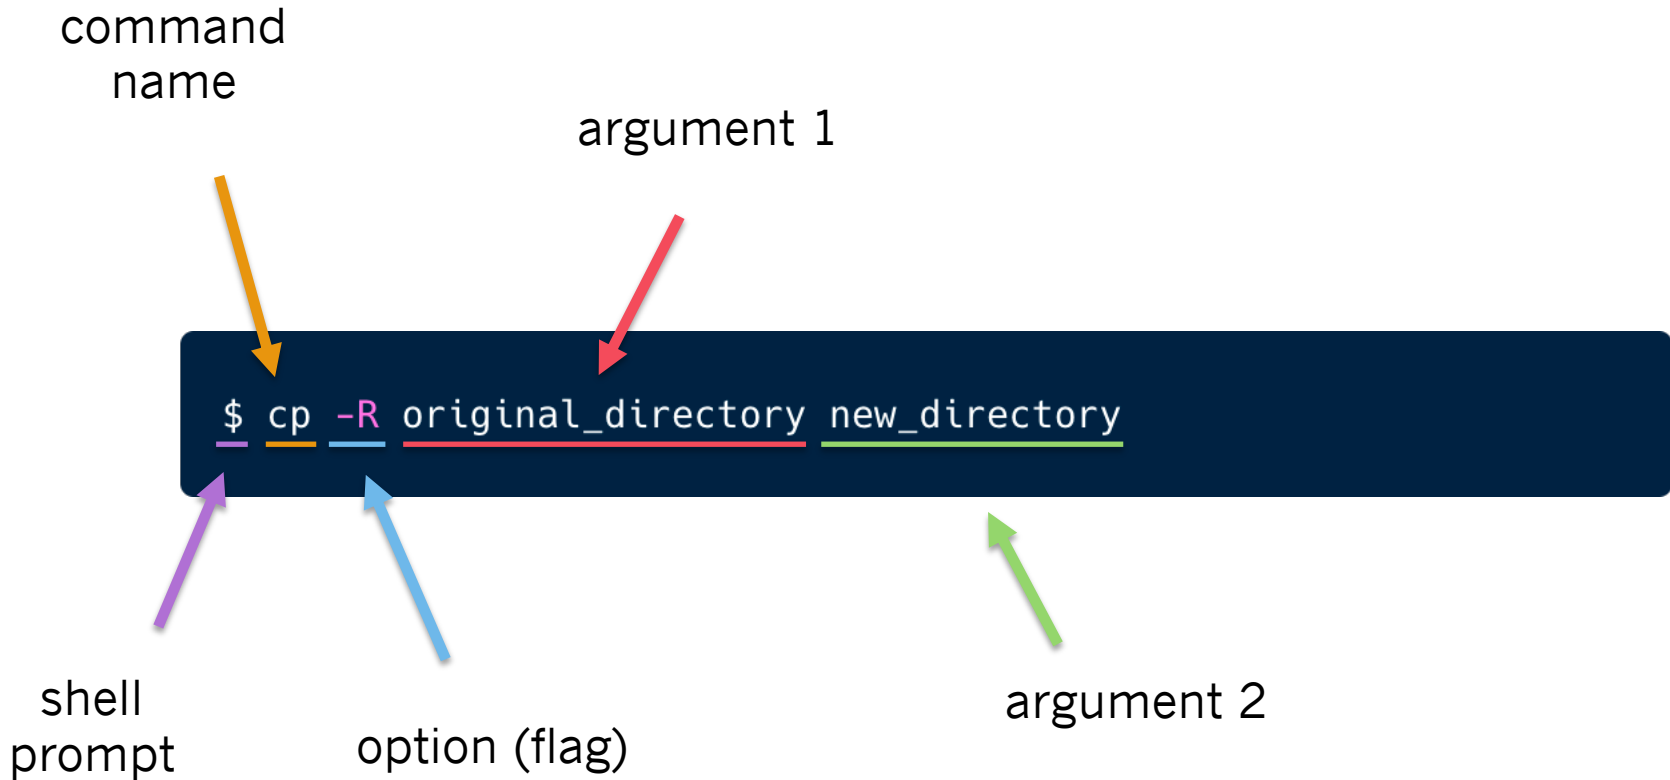 command
name
argument 1
$ cp -R original_directory new_directory
shell
prompt
option (flag)
argument 2